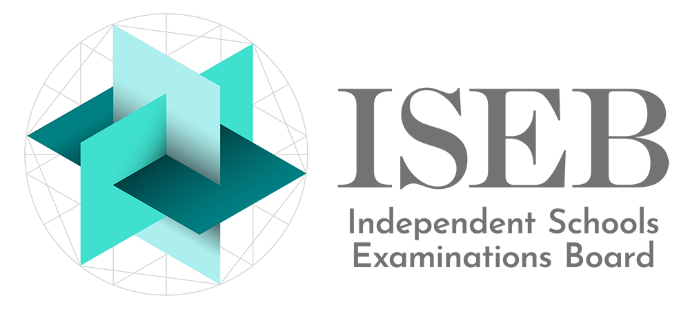 ISEB
Independent Schools
Examinations Board